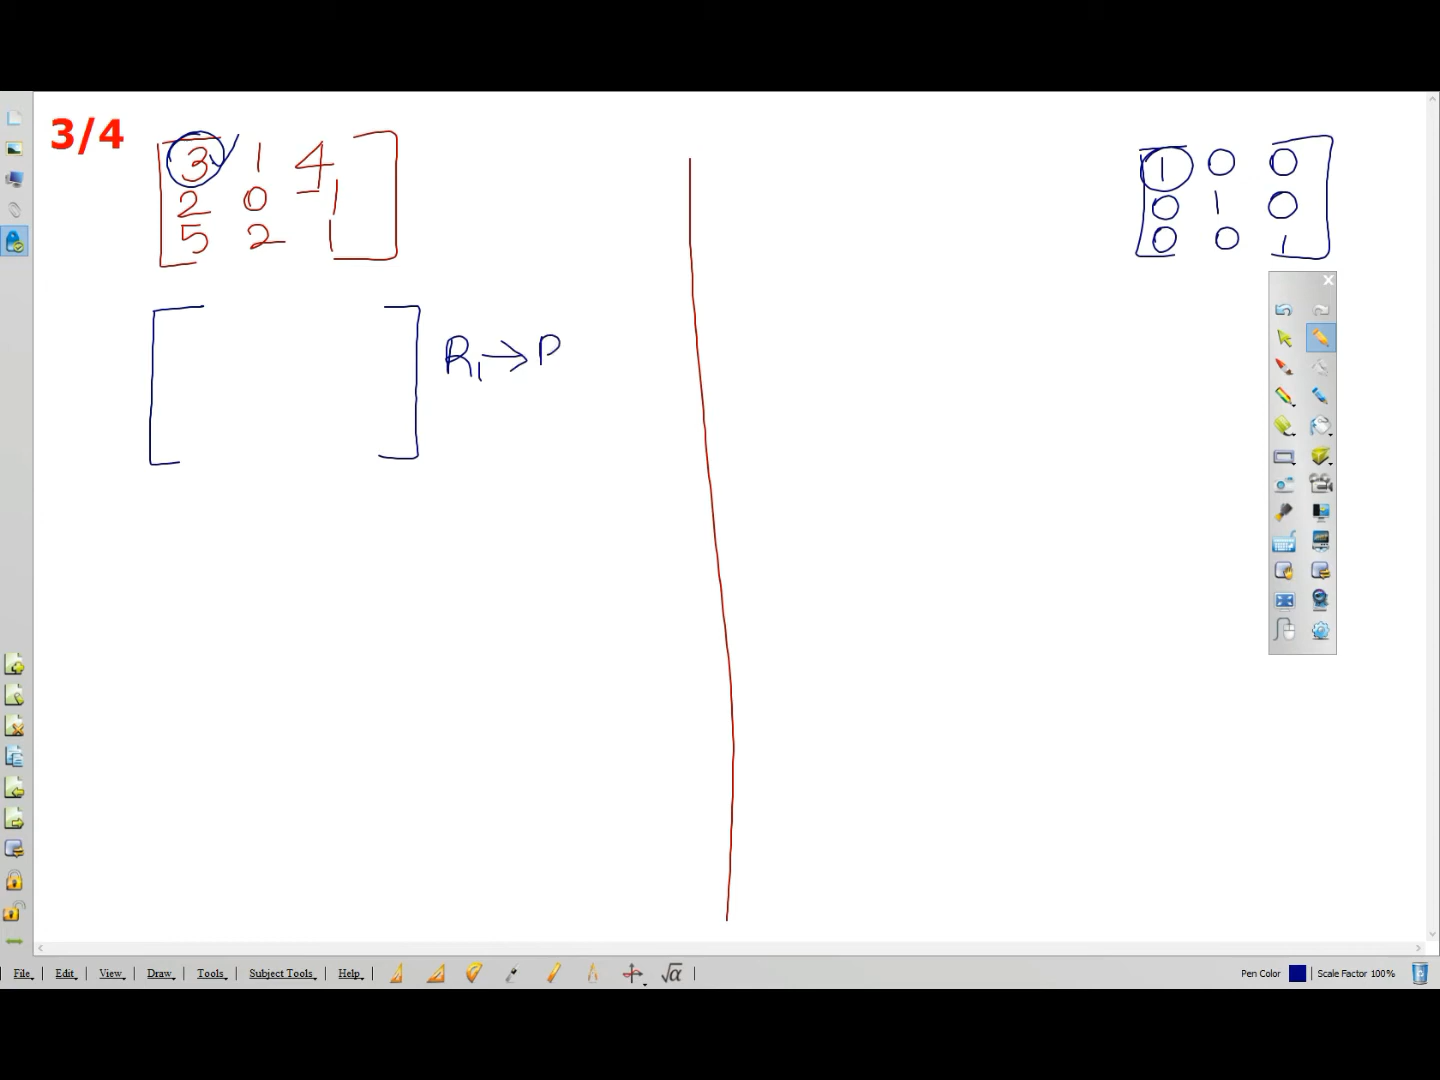 3/4
3 1 4
2 0 -1
5 2 1
1 0 0
0 1 0
0 0 1
R1 → P
File Edit View Draw Tools Subject Tools Help
√α
Pen Color Scale Factor 100%